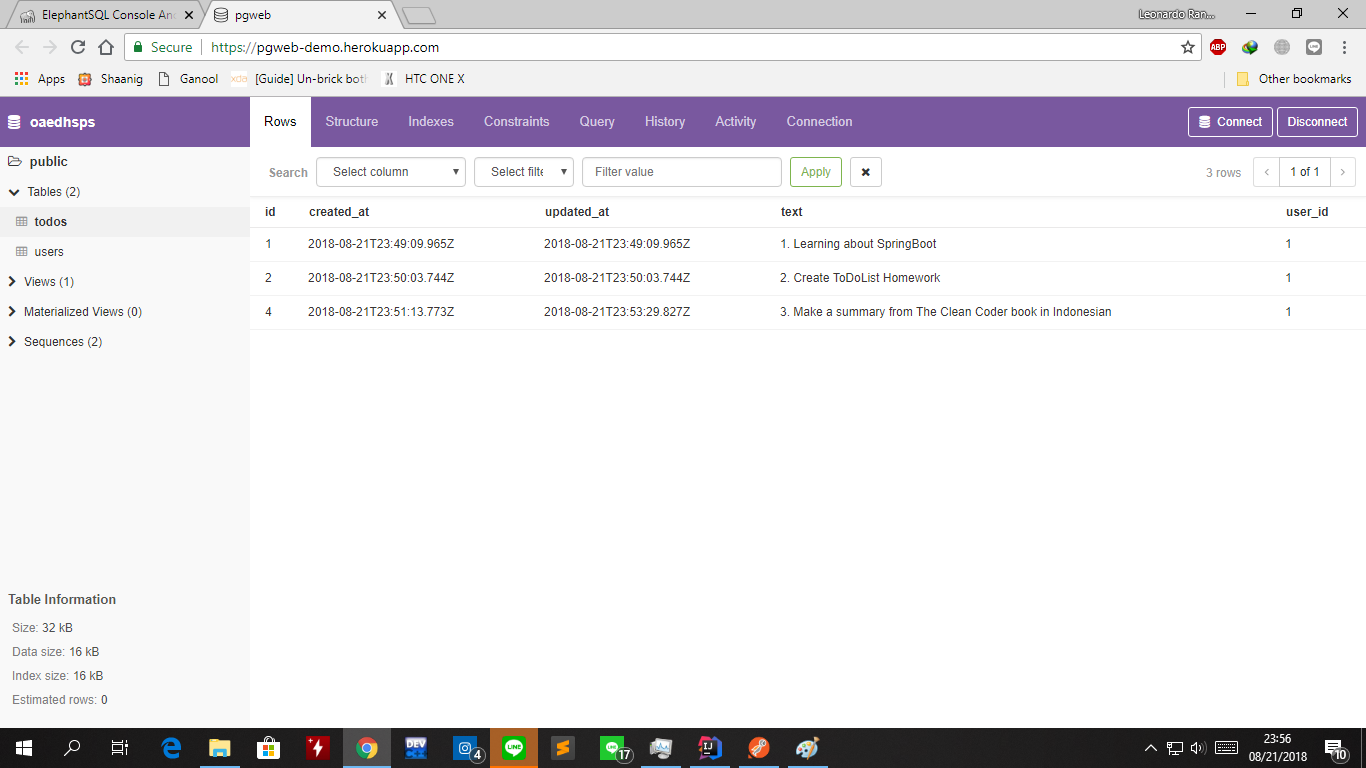 ElephantSQL Console An
pgweb
Leonardo Ran...
Secure https://pgweb-demo.herokuapp.com
ABP
Apps Shaanig Ganool xda [Guide] Un-brick bot HTC ONE X Other bookmarks
oaedhsps Rows Structure Indexes Constraints Query History Activity Connection Connect Disconnect
public
Search Select column Select filte Filter value Apply 3 rows 1 of 1
Tables (2)
todos
users
Views (1)
Materialized Views (0)
Sequences (2)
id created_at updated_at text user_id
1 2018-08-21T23:49:09.965Z 2018-08-21T23:49:09.965Z 1. Learning about SpringBoot 1
2 2018-08-21T23:50:03.744Z 2018-08-21T23:50:03.744Z 2. Create ToDoList Homework 1
4 2018-08-21T23:51:13.773Z 2018-08-21T23:53:29.827Z 3. Make a summary from The Clean Coder book in Indonesian 1
Table Information
Size: 32 kB
Data size: 16 kB
Index size: 16 kB
Estimated rows: 0
DEV 4 LINE LINE 17 IJ
23:56
08/21/2018
10